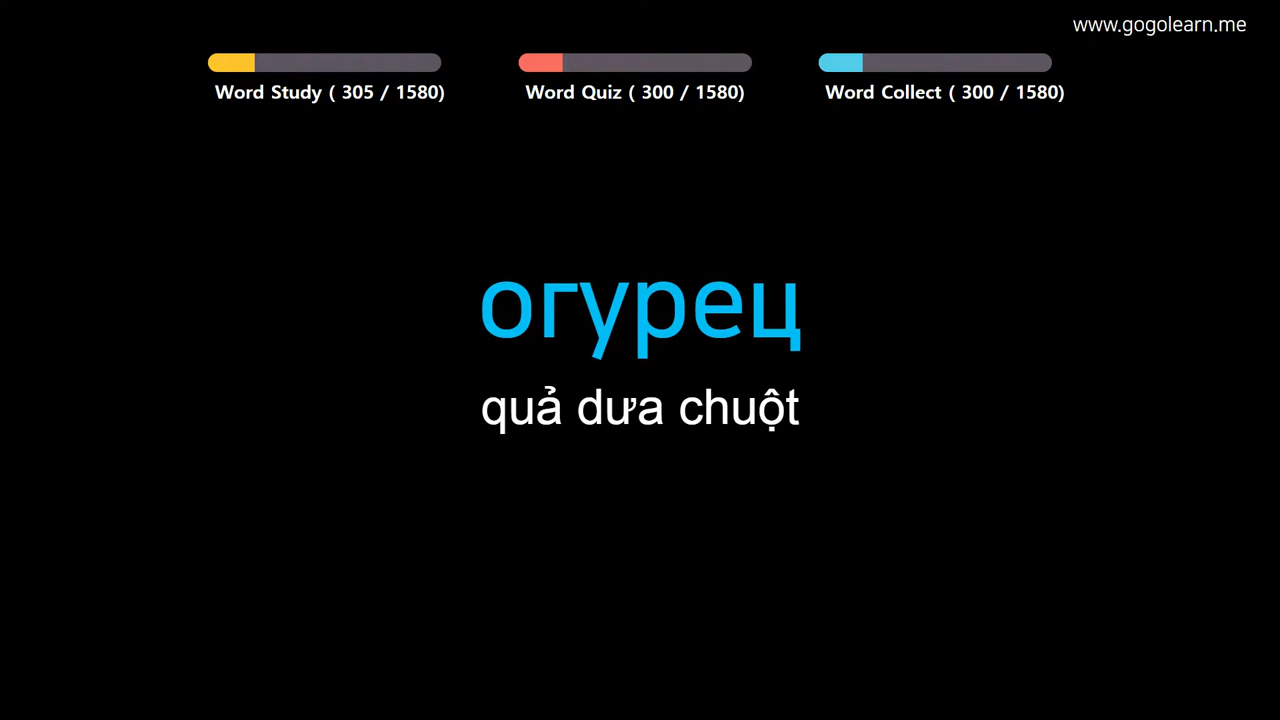 www.gogolearn.me
Word Study ( 305 / 1580)
Word Quiz ( 300 / 1580)
Word Collect ( 300 / 1580)
огурец
quả dưa chuột